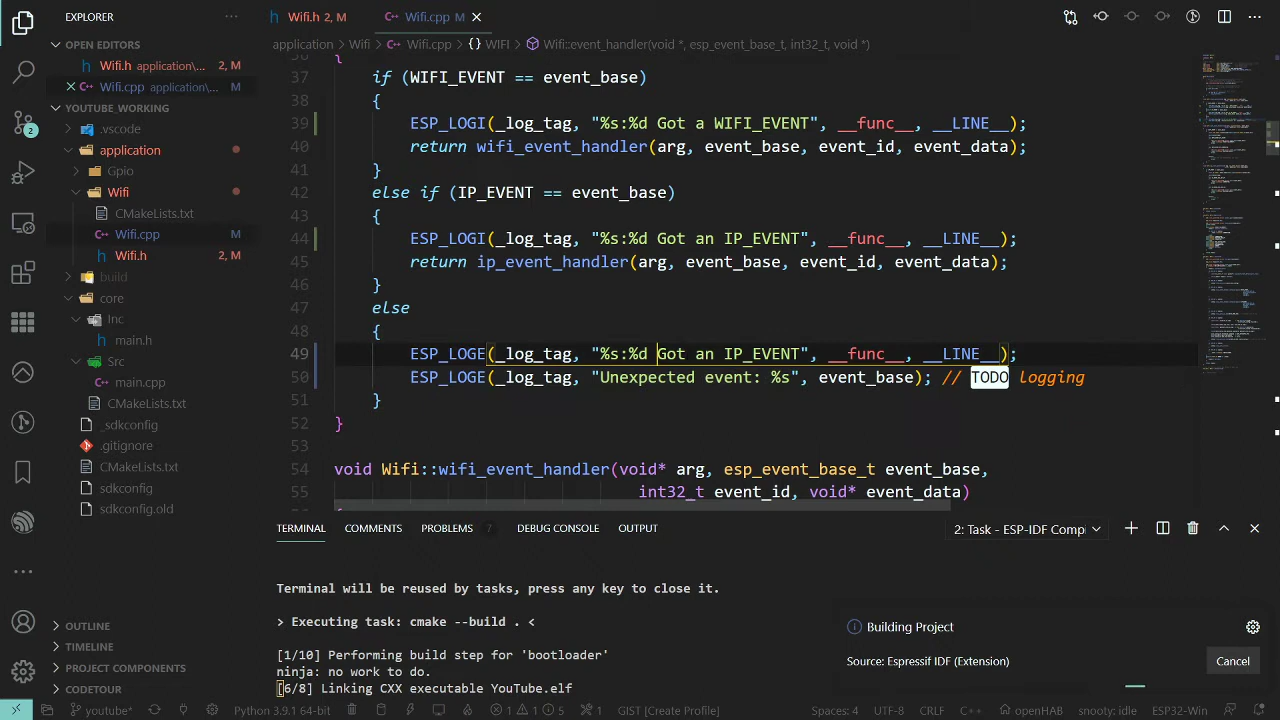 EXPLORER
OPEN EDITORS
Wifi.h application\... 2, M
Wifi.cpp application\... M
YOUTUBE_WORKING
.vscode
application
Gpio
Wifi
CMakeLists.txt
Wifi.cpp M
Wifi.h 2, M
build
core
Inc
main.h
Src
main.cpp
CMakeLists.txt
_sdkconfig
.gitignore
CMakeLists.txt
sdkconfig
sdkconfig.old
OUTLINE
TIMELINE
PROJECT COMPONENTS
CODETOUR
2
Wifi.h 2, M
Wifi.cpp M
application > Wifi > Wifi.cpp > {} WIFI > Wifi::event_handler(void *, esp_event_base_t, int32_t, void *)
36 {
37 if (WIFI_EVENT == event_base)
38 {
39 ESP_LOGI(_log_tag, "%s:%d Got a WIFI_EVENT", __func__, __LINE__);
40 return wifi_event_handler(arg, event_base, event_id, event_data);
41 }
42 else if (IP_EVENT == event_base)
43 {
44 ESP_LOGI(_log_tag, "%s:%d Got an IP_EVENT", __func__, __LINE__);
45 return ip_event_handler(arg, event_base, event_id, event_data);
46 }
47 else
48 {
49 ESP_LOGE(_log_tag, "%s:%d Got an IP_EVENT", __func__, __LINE__);
50 ESP_LOGE(_log_tag, "Unexpected event: %s", event_base); // TODO logging
51 }
52 }
53
54 void Wifi::wifi_event_handler(void* arg, esp_event_base_t event_base,
55 int32_t event_id, void* event_data)
TERMINAL COMMENTS PROBLEMS 7 DEBUG CONSOLE OUTPUT
2: Task - ESP-IDF Compi
Terminal will be reused by tasks, press any key to close it.
> Executing task: cmake --build . <
[1/10] Performing build step for 'bootloader'
ninja: no work to do.
[6/8] Linking CXX executable YouTube.elf
Building Project
Source: Espressif IDF (Extension)
Cancel
youtube* Python 3.9.1 64-bit 1 1 5 1 GIST [Create Profile] Spaces: 4 UTF-8 CRLF C++ openHAB snooty: idle ESP32-Win